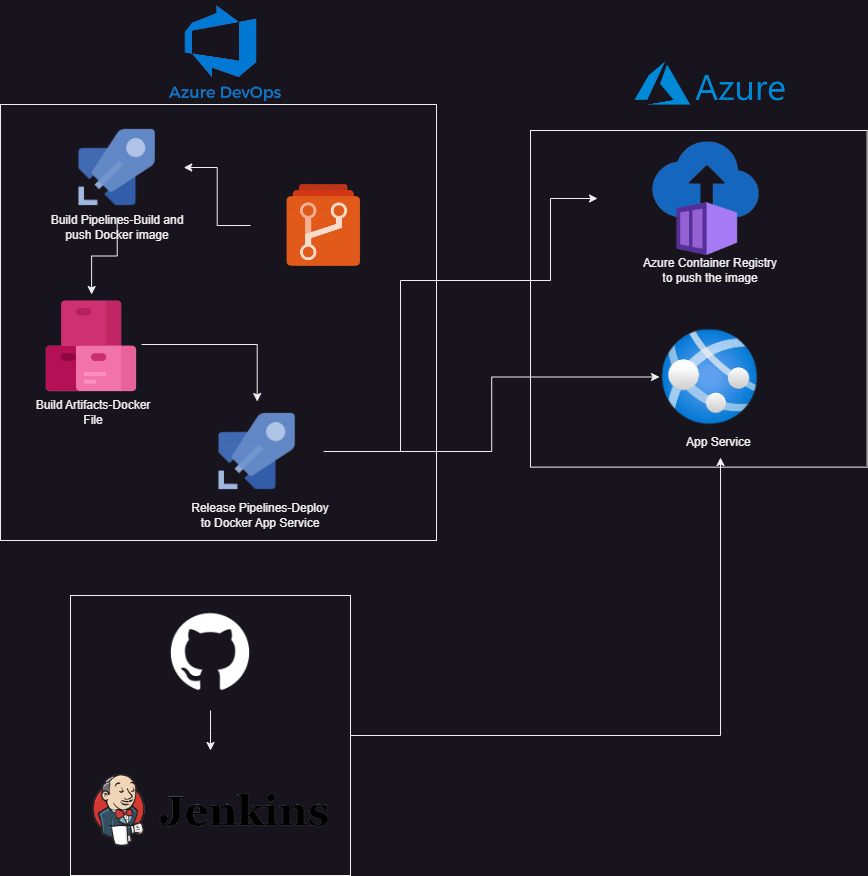 Azure DevOps
Azure
Build Pipelines-Build and
push Docker image
Azure Container Registry
to push the image
Build Artifacts-Docker
File
App Service
Release Pipelines-Deploy
to Docker App Service
Jenkins